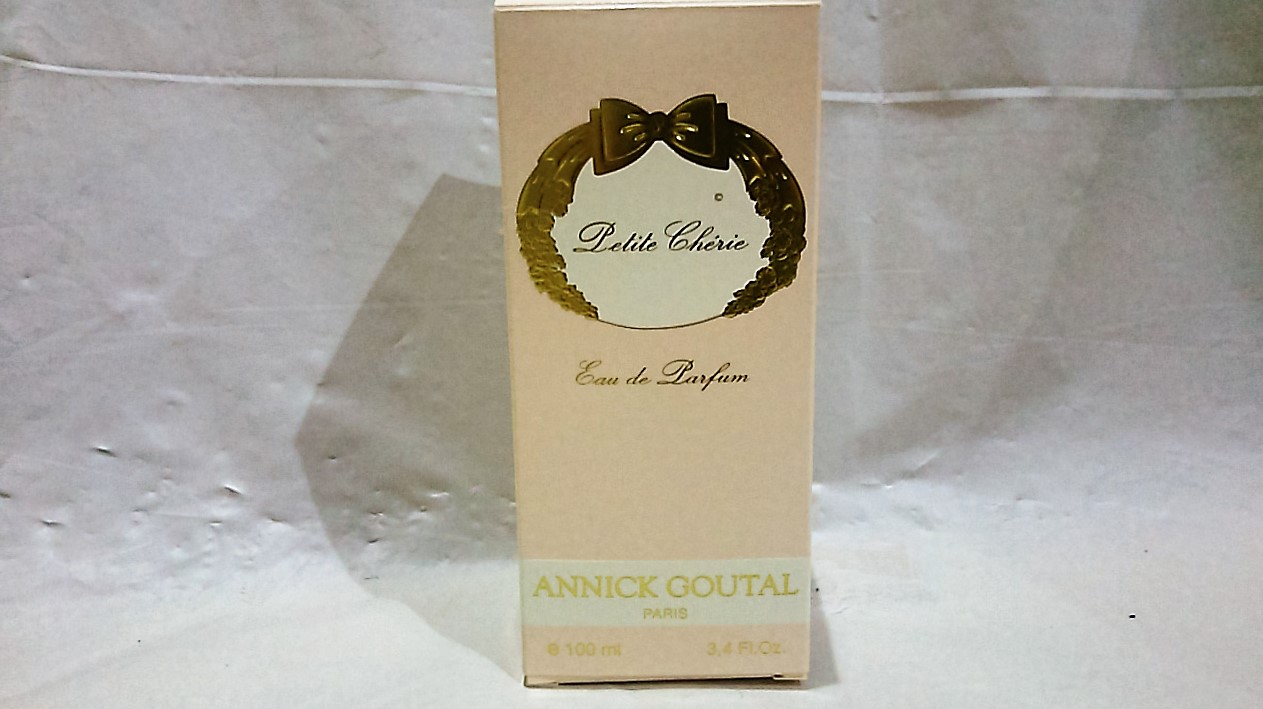 ©
Petite Chérie
Eau de Parfum
ANNICK GOUTAL
PARIS
e 100 ml 3,4 Fl.Oz.